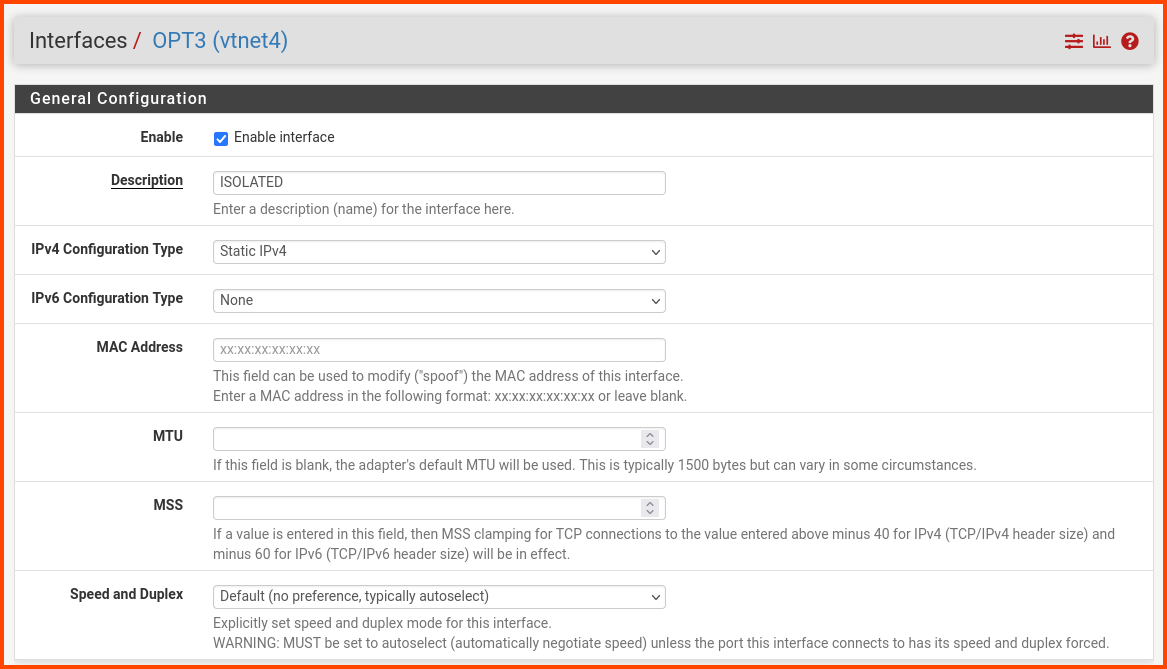 Interfaces / OPT3 (vtnet4)
General Configuration
Enable
Enable interface
Description
ISOLATED
Enter a description (name) for the interface here.
IPv4 Configuration Type
Static IPv4
IPv6 Configuration Type
None
MAC Address
xx:xx:xx:xx:xx:xx
This field can be used to modify ("spoof") the MAC address of this interface.
Enter a MAC address in the following format: xx:xx:xx:xx:xx:xx or leave blank.
MTU
If this field is blank, the adapter's default MTU will be used. This is typically 1500 bytes but can vary in some circumstances.
MSS
If a value is entered in this field, then MSS clamping for TCP connections to the value entered above minus 40 for IPv4 (TCP/IPv4 header size) and
minus 60 for IPv6 (TCP/IPv6 header size) will be in effect.
Speed and Duplex
Default (no preference, typically autoselect)
Explicitly set speed and duplex mode for this interface.
WARNING: MUST be set to autoselect (automatically negotiate speed) unless the port this interface connects to has its speed and duplex forced.